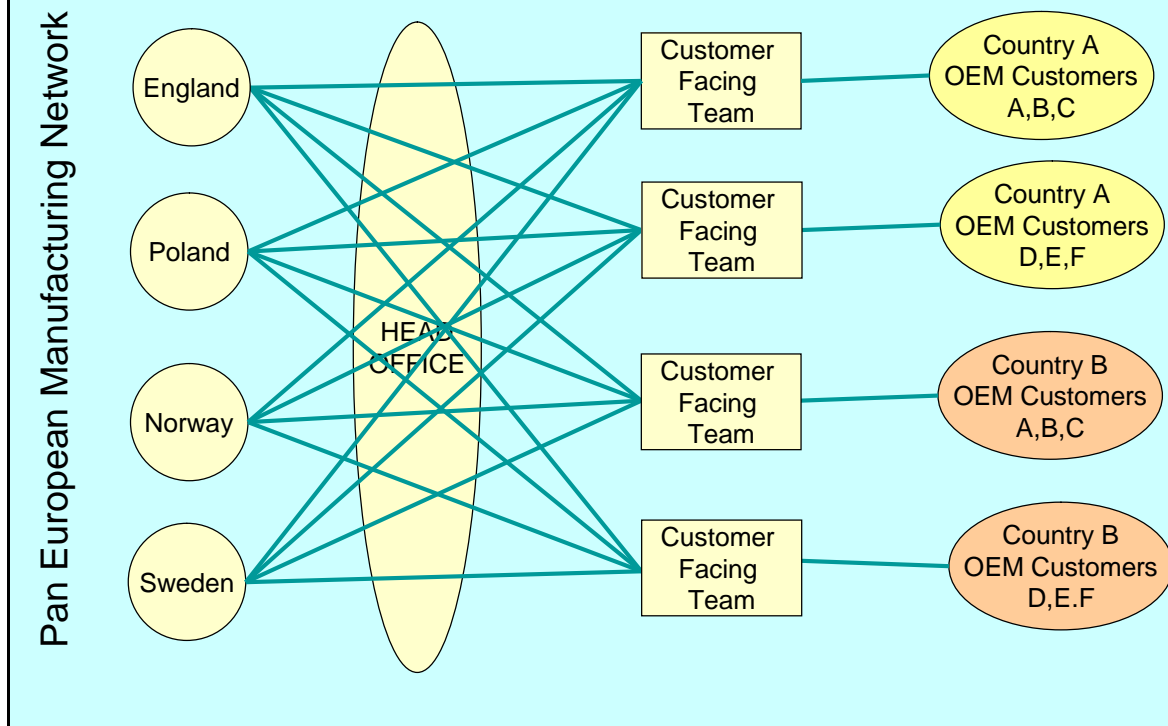 Pan European Manufacturing Network
England
Poland
Norway
Sweden
HEAD
OFFICE
Customer
Facing
Team
Customer
Facing
Team
Customer
Facing
Team
Customer
Facing
Team
Country A
OEM Customers
A,B,C
Country A
OEM Customers
D,E,F
Country B
OEM Customers
A,B,C
Country B
OEM Customers
D,E.F